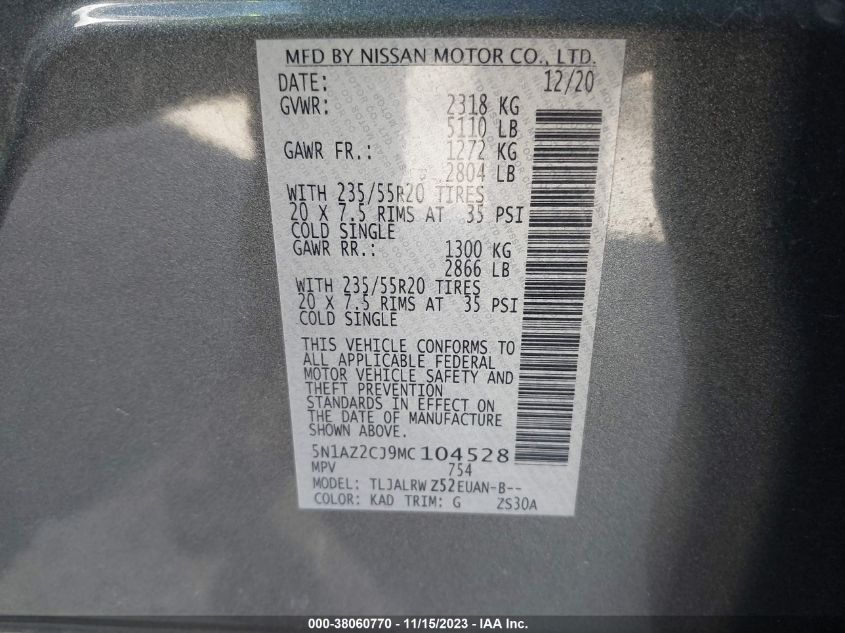 MFD BY NISSAN MOTOR CO., LTD.
DATE: 12/20
GVWR: 2318 KG
5110 LB
GAWR FR.: 1272 KG
2804 LB
WITH 235/55R20 TIRES
20 X 7.5 RIMS AT 35 PSI
COLD SINGLE
GAWR RR.: 1300 KG
2866 LB
WITH 235/55R20 TIRES
20 X 7.5 RIMS AT 35 PSI
COLD SINGLE
THIS VEHICLE CONFORMS TO
ALL APPLICABLE FEDERAL
MOTOR VEHICLE SAFETY AND
THEFT PREVENTION
STANDARDS IN EFFECT ON
THE DATE OF MANUFACTURE
SHOWN ABOVE.
5N1AZ2CJ9MC104528
MPV 754
MODEL: TLJALRW Z52EUAN-B--
COLOR: KAD TRIM: G ZS30A
000-38060770 - 11/15/2023 - IAA Inc.